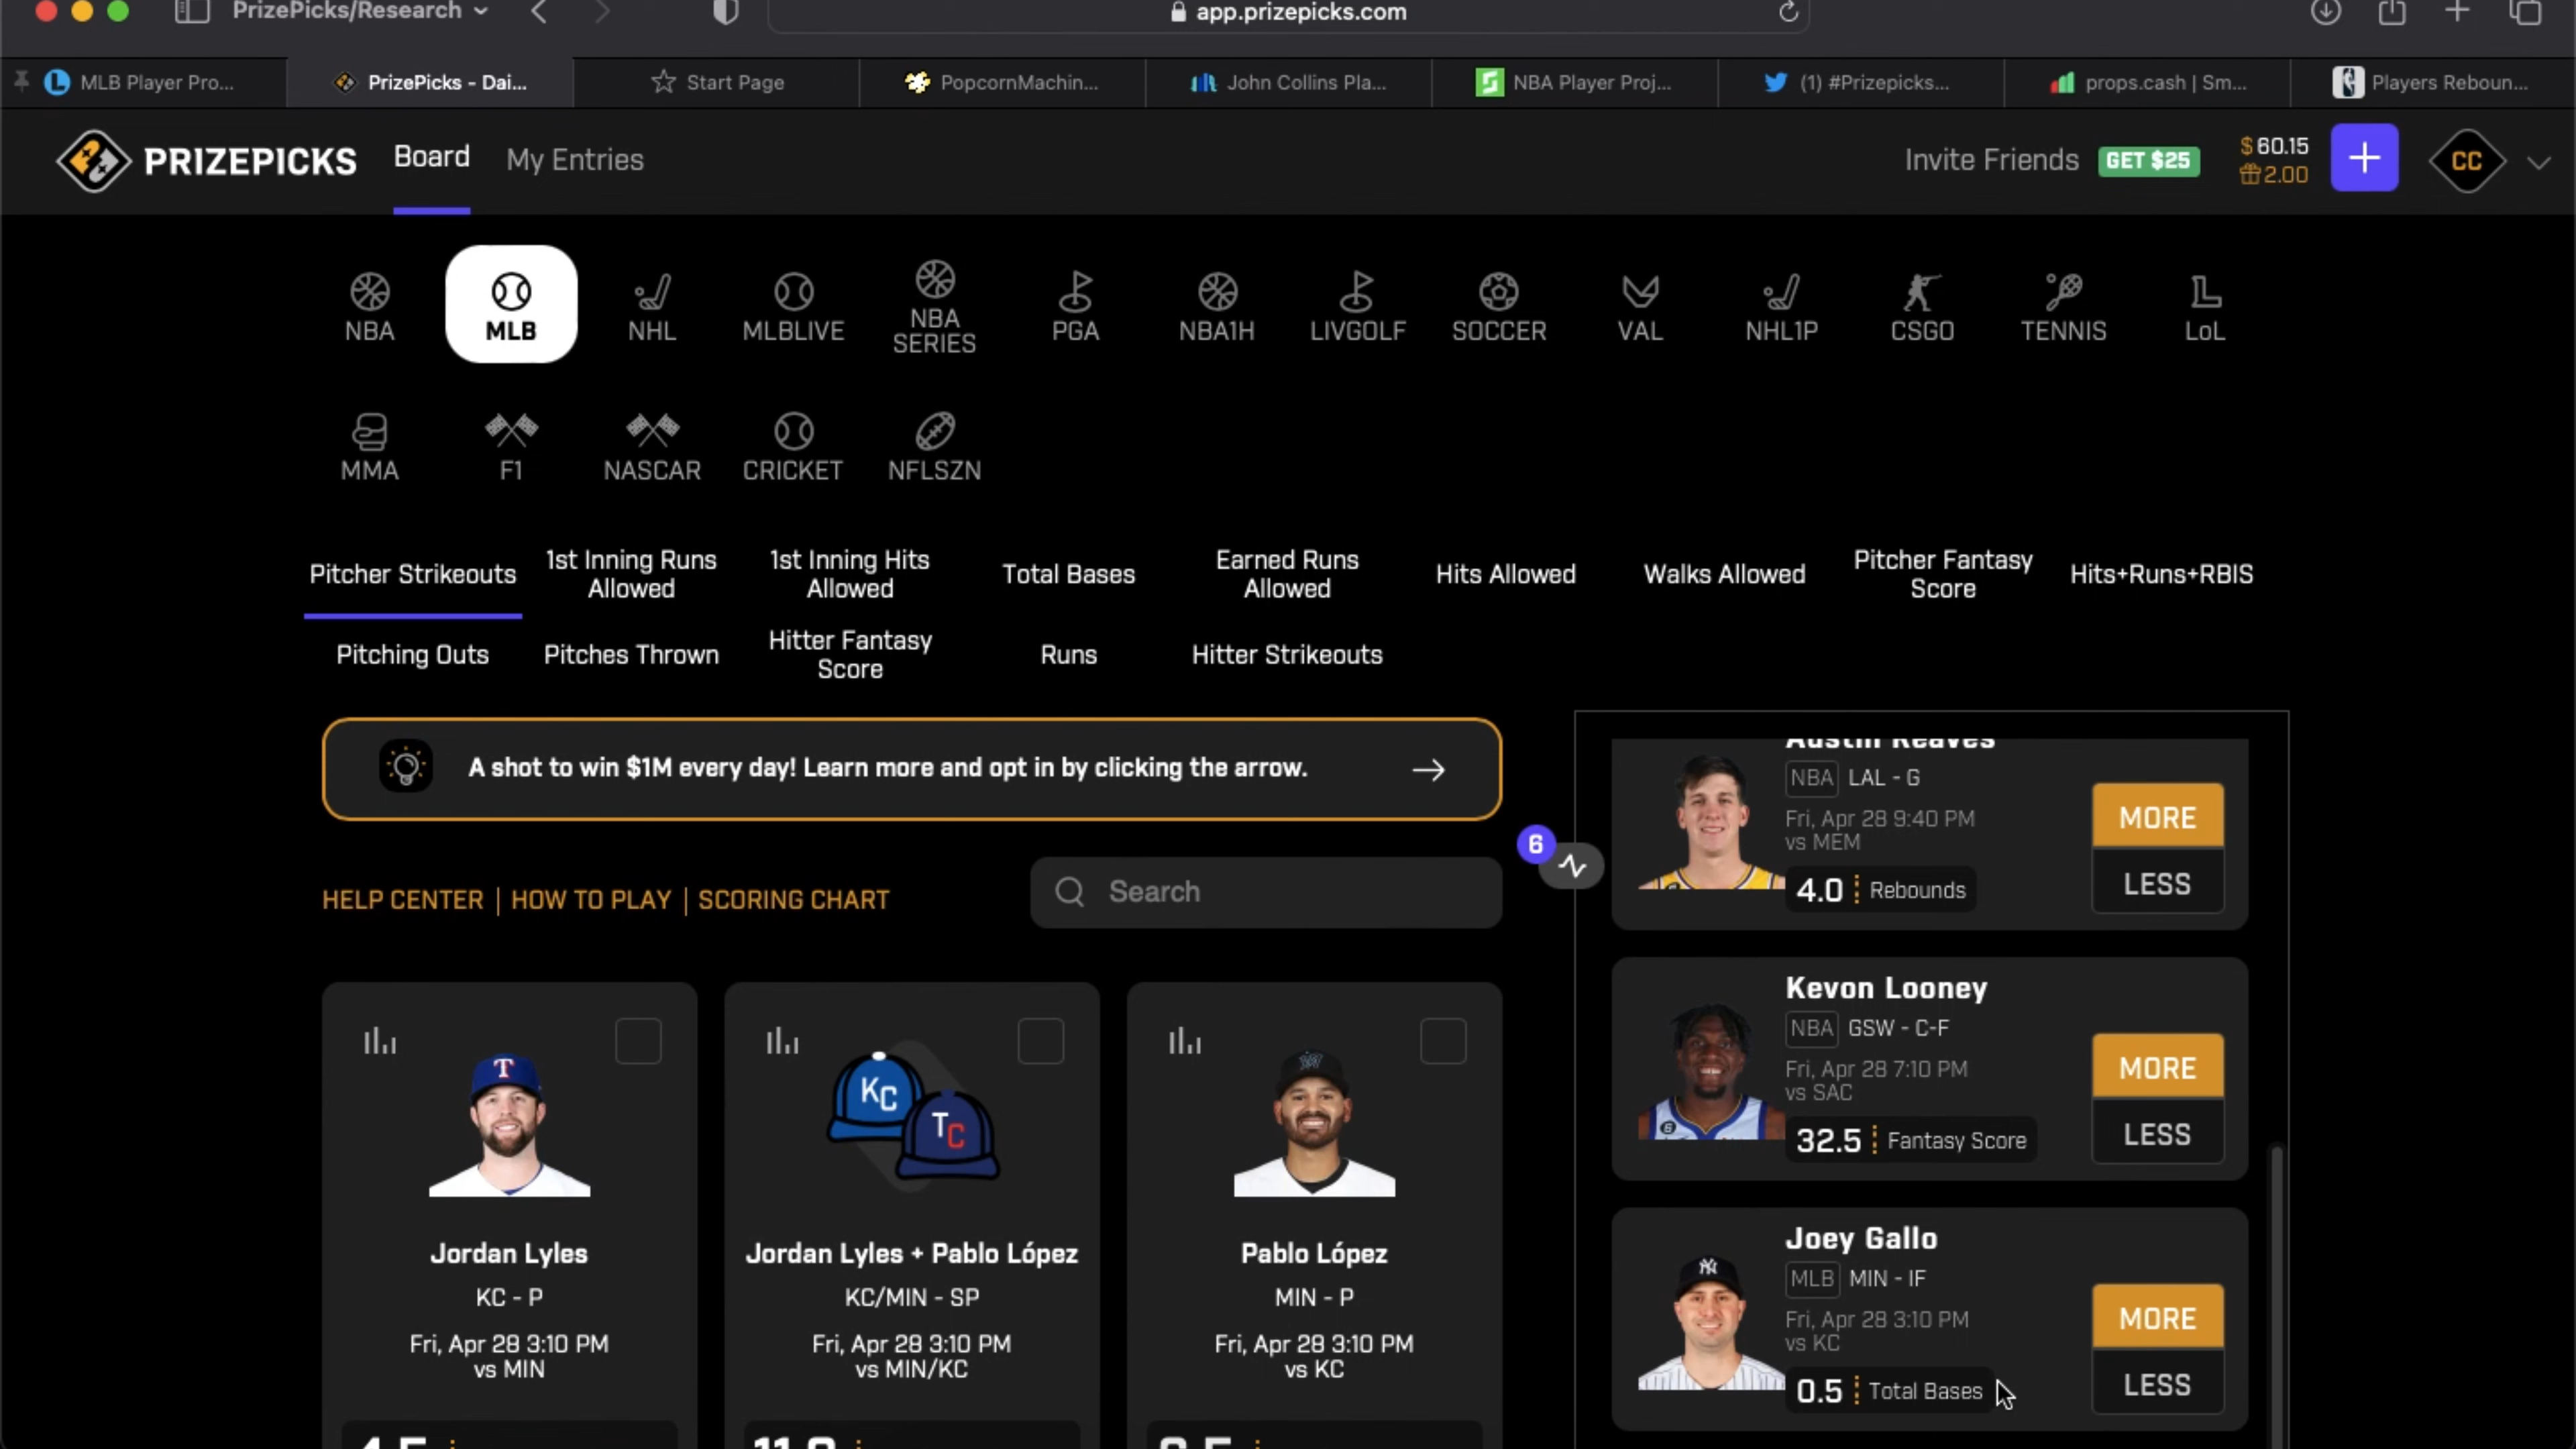 PrizePicks/Research
app.prizepicks.com
MLB Player Pro...
PrizePicks - Dai...
Start Page
PopcornMachin...
John Collins Pla...
NBA Player Proj...
(1) #Prizepicks...
props.cash | Sm...
Players Reboun...
PRIZEPICKS
Board
My Entries
Invite Friends
GET $25
$ 60.15
2.00
CC
NBA
MLB
NHL
MLBLIVE
NBA
SERIES
PGA
NBA1H
LIVGOLF
SOCCER
VAL
NHL1P
CSGO
TENNIS
LoL
MMA
F1
NASCAR
CRICKET
NFLSZN
Pitcher Strikeouts
1st Inning Runs
Allowed
1st Inning Hits
Allowed
Total Bases
Earned Runs
Allowed
Hits Allowed
Walks Allowed
Pitcher Fantasy
Score
Hits+Runs+RBIS
Pitching Outs
Pitches Thrown
Hitter Fantasy
Score
Runs
Hitter Strikeouts
A shot to win $1M every day! Learn more and opt in by clicking the arrow.
HELP CENTER | HOW TO PLAY | SCORING CHART
Search
T
Jordan Lyles
KC - P
Fri, Apr 28 3:10 PM
vs MIN
KC
TC
Jordan Lyles + Pablo López
KC/MIN - SP
Fri, Apr 28 3:10 PM
vs MIN/KC
Pablo López
MIN - P
Fri, Apr 28 3:10 PM
vs KC
6
Austin Reaves
NBA LAL - G
Fri, Apr 28 9:40 PM
vs MEM
4.0 Rebounds
MORE
LESS
Kevon Looney
NBA GSW - C-F
Fri, Apr 28 7:10 PM
vs SAC
32.5 Fantasy Score
MORE
LESS
Joey Gallo
MLB MIN - IF
Fri, Apr 28 3:10 PM
vs KC
0.5 Total Bases
MORE
LESS